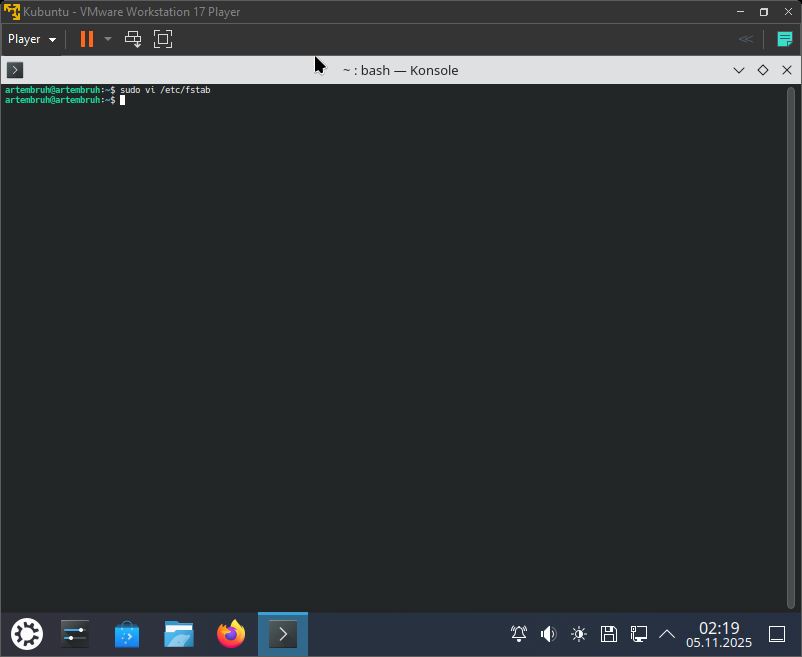 Kubuntu - VMware Workstation 17 Player
Player
~ : bash — Konsole
artembruh@artembruh:~$ sudo vi /etc/fstab
artembruh@artembruh:~$
02:19
05.11.2025